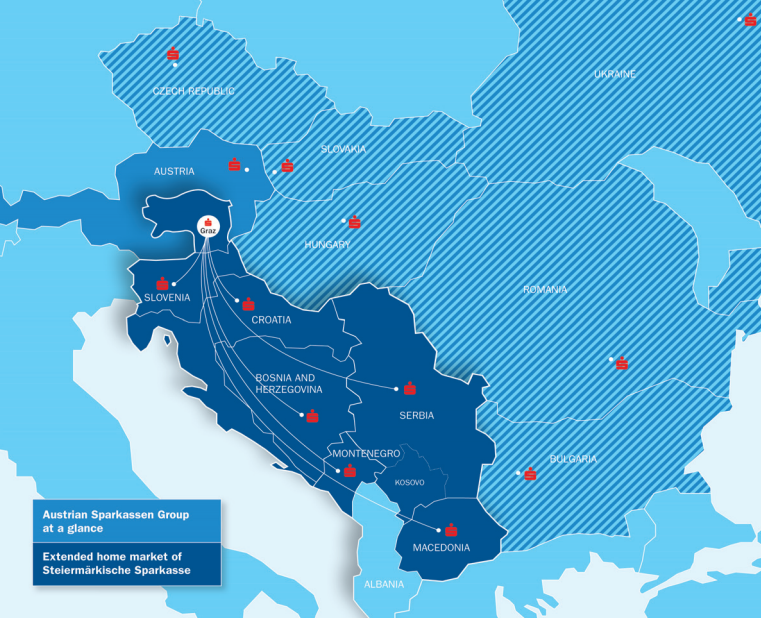 UKRAINE
CZECH REPUBLIC
SLOVAKIA
AUSTRIA
Graz
HUNGARY
SLOVENIA
ROMANIA
CROATIA
BOSNIA AND
HERZEGOVINA
SERBIA
MONTENEGRO
BULGARIA
KOSOVO
Austrian Sparkassen Group
at a glance
Extended home market of
Steiermärkische Sparkasse
MACEDONIA
ALBANIA